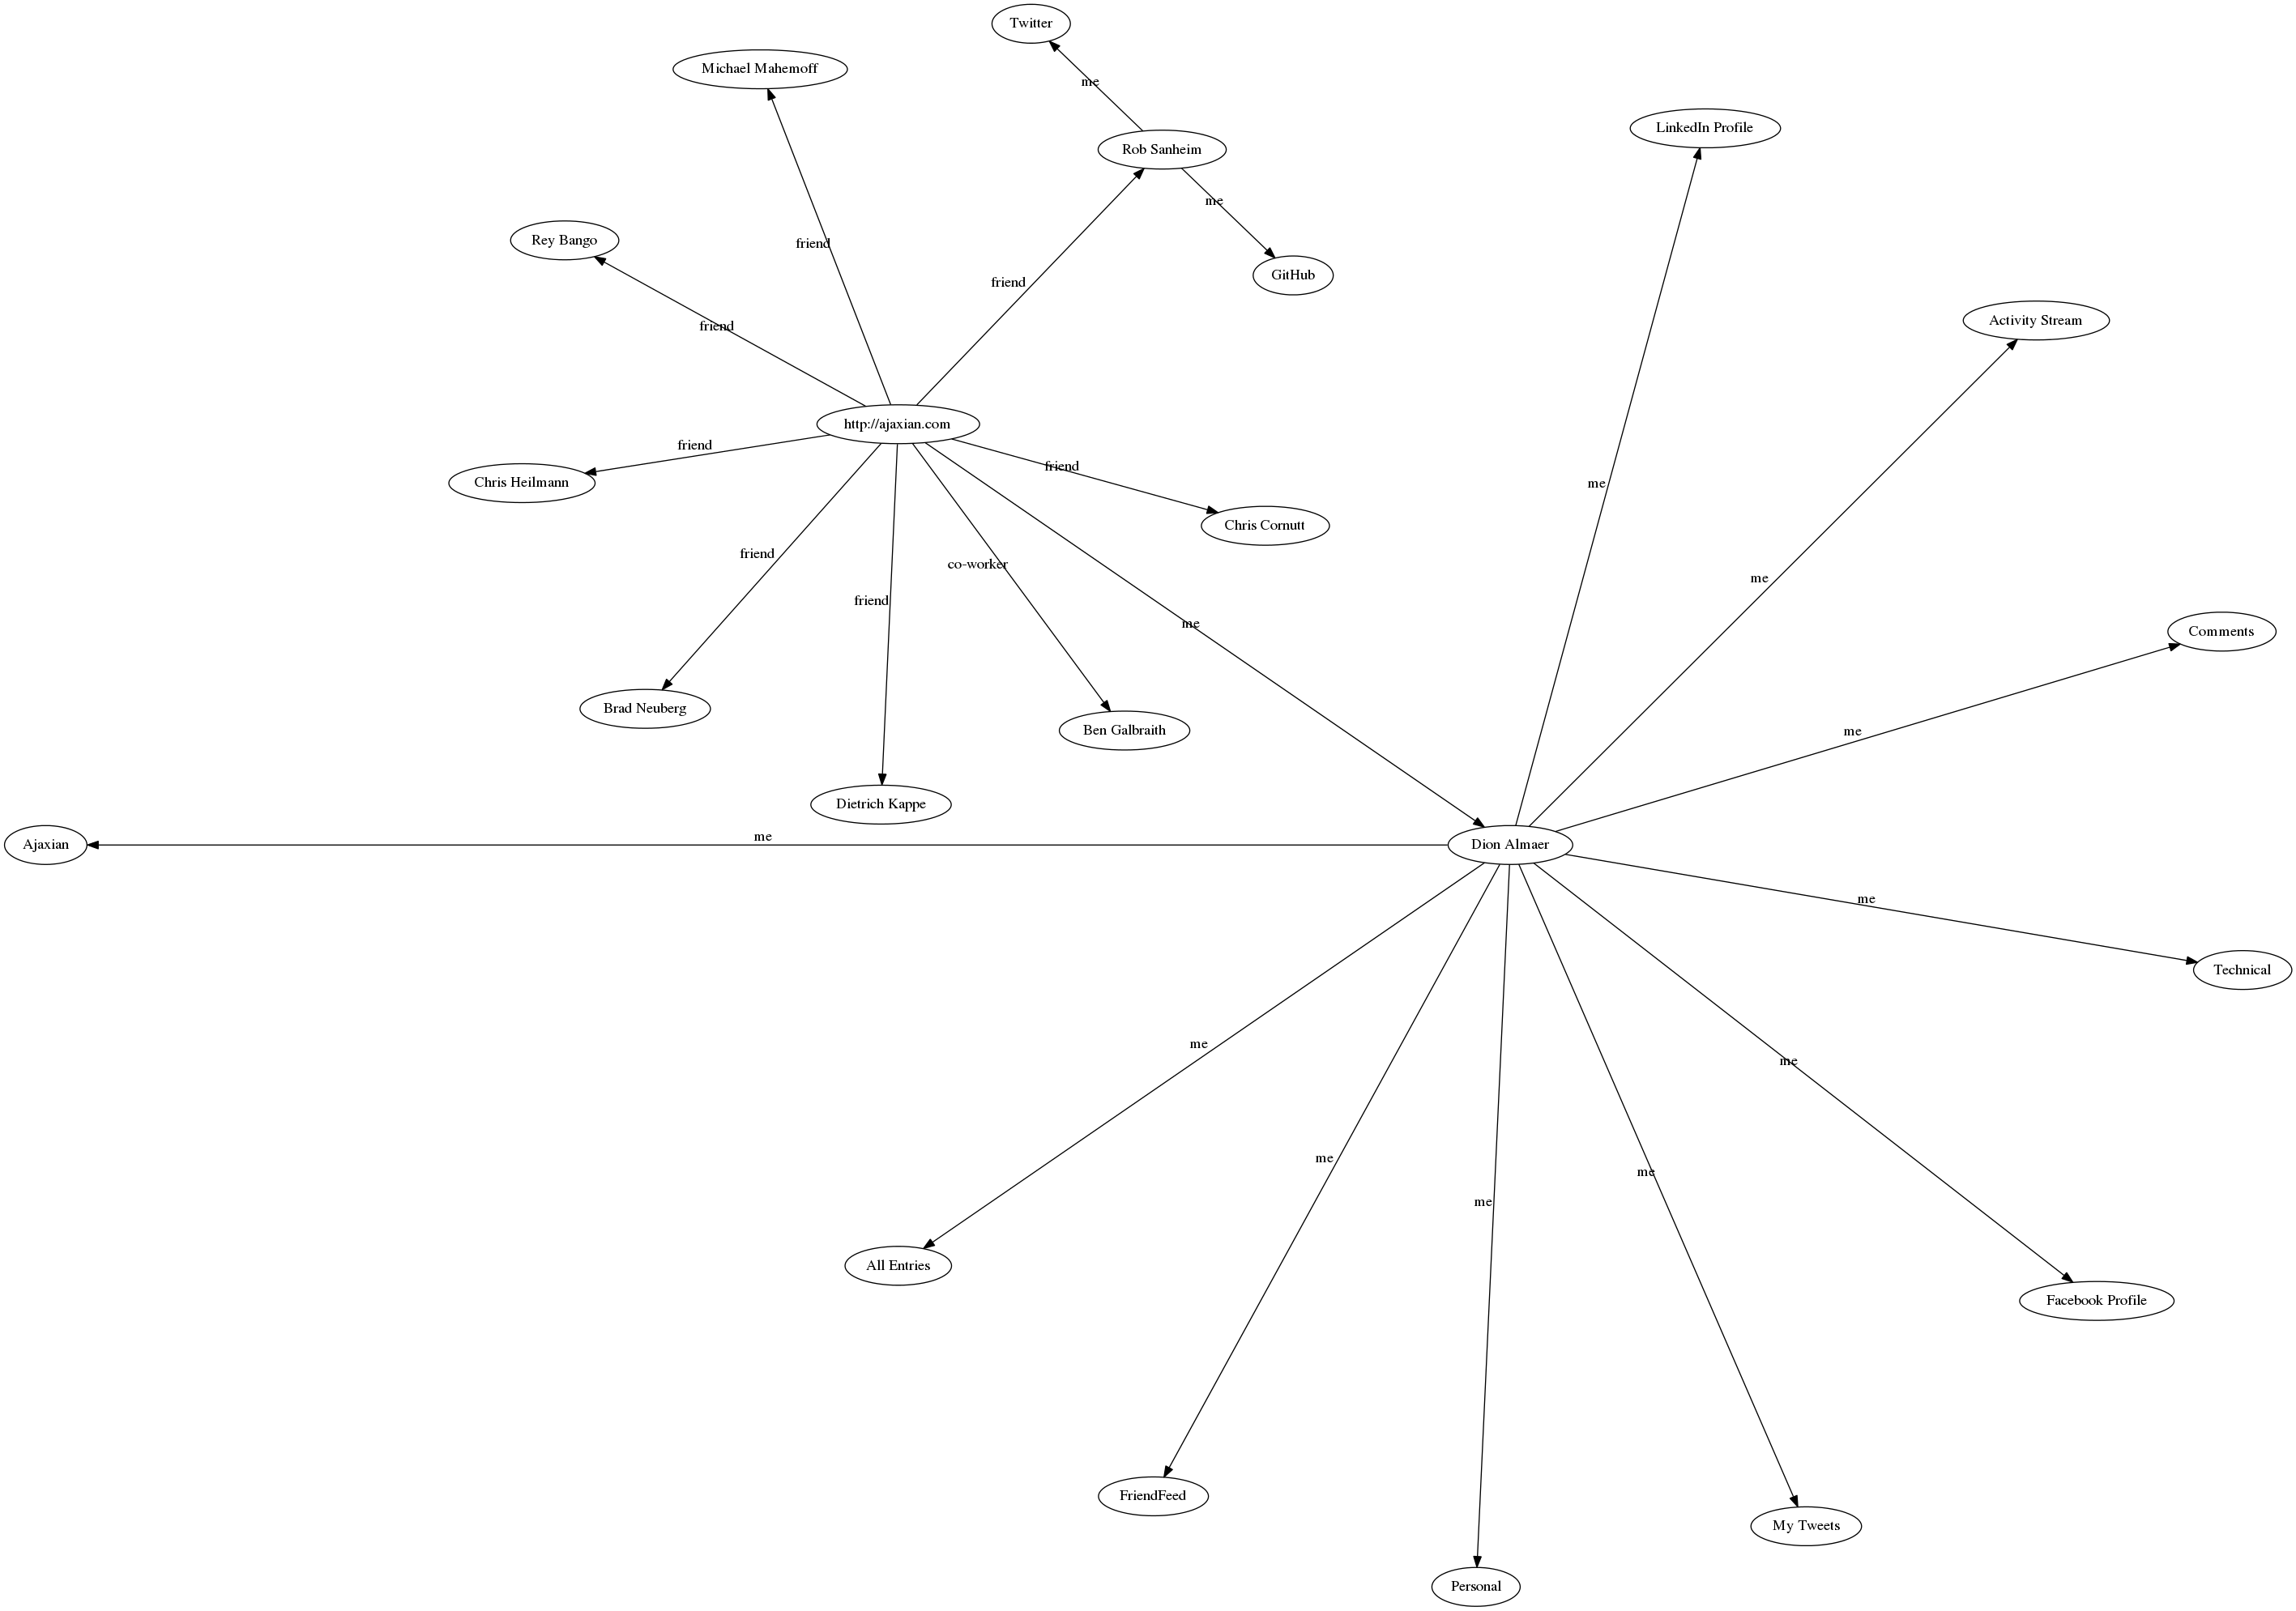 Twitter
Michael Mahemoff
me
LinkedIn Profile
Rob Sanheim
me
Rey Bango
friend
GitHub
friend
Activity Stream
friend
http://ajaxian.com
friend
friend
Chris Heilmann
me
Chris Cornutt
friend
co-worker
me
friend
me
Comments
Brad Neuberg
Ben Galbraith
me
Dietrich Kappe
me
Ajaxian
Dion Almaer
me
Technical
me
me
me
me
me
All Entries
Facebook Profile
FriendFeed
My Tweets
Personal